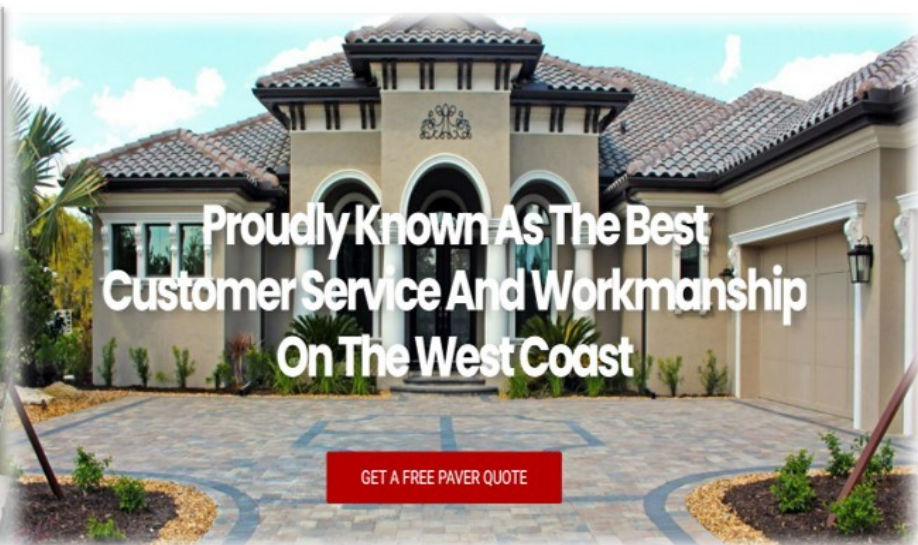 Proudly Known As The Best
Customer Service And Workmanship
On The West Coast
GET A FREE PAVER QUOTE